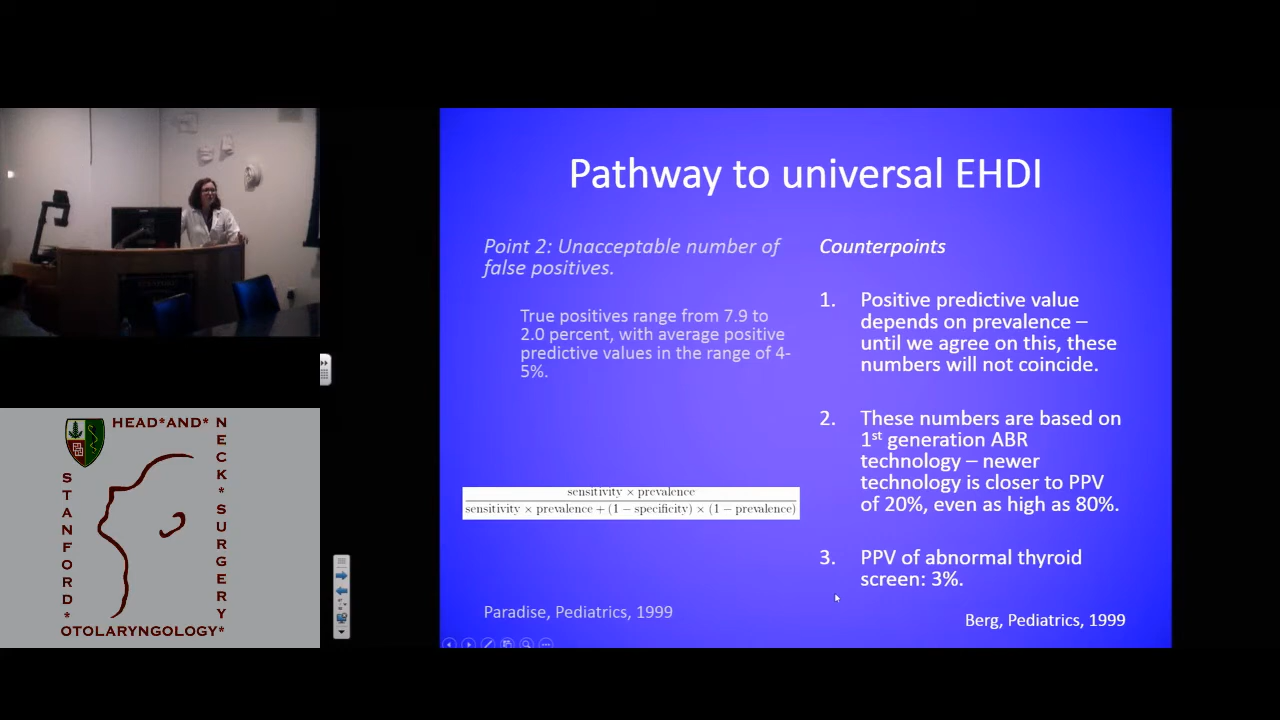 Pathway to universal EHDI
Point 2: Unacceptable number of
false positives.
True positives range from 7.9 to
2.0 percent, with average positive
predictive values in the range of 4-
5%.
sensitivity × prevalence
sensitivity × prevalence + (1 − specificity) × (1 − prevalence)
Paradise, Pediatrics, 1999
Counterpoints
1. Positive predictive value
depends on prevalence –
until we agree on this, these
numbers will not coincide.
2. These numbers are based on
1st generation ABR
technology – newer
technology is closer to PPV
of 20%, even as high as 80%.
3. PPV of abnormal thyroid
screen: 3%.
Berg, Pediatrics, 1999
HEAD*AND*
NECK*SURGERY*
STANFORD*
OTOLARYNGOLOGY*